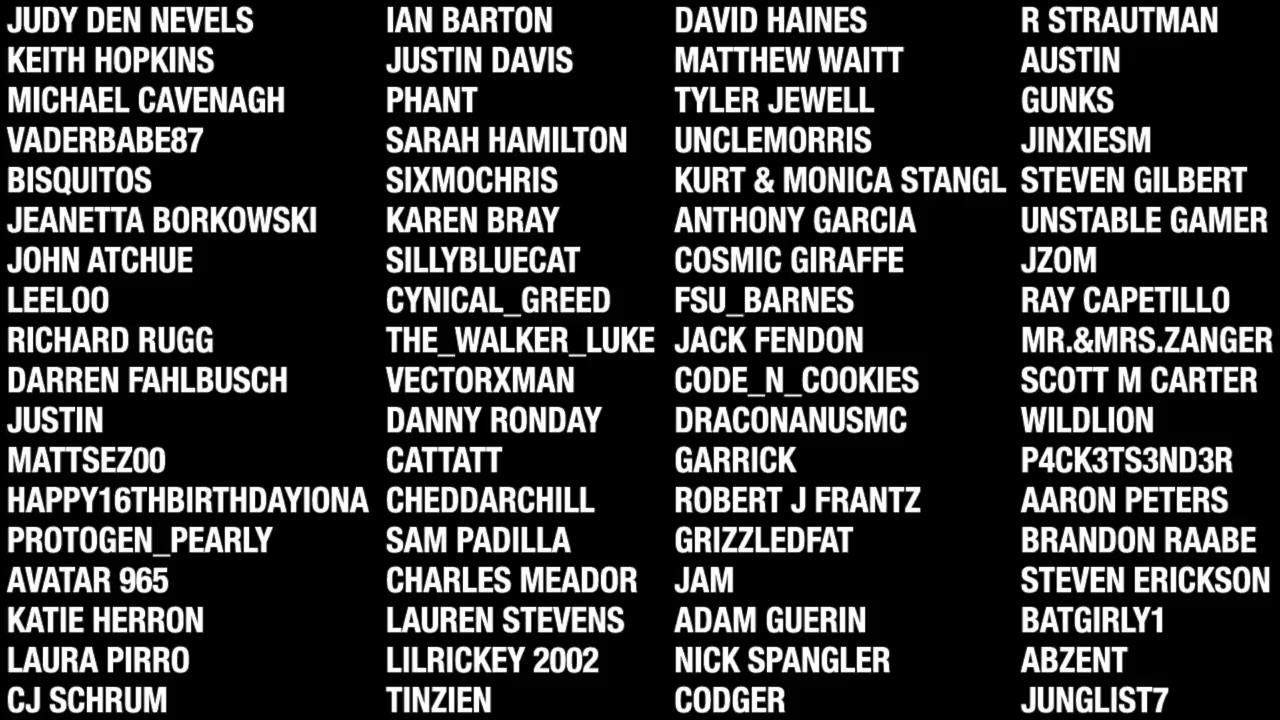 JUDY DEN NEVELS
KEITH HOPKINS
MICHAEL CAVENAGH
VADERBABE87
BISQUITOS
JEANETTA BORKOWSKI
JOHN ATCHUE
LEELOO
RICHARD RUGG
DARREN FAHLBUSCH
JUSTIN
MATTSEZ00
HAPPY16THBIRTHDAYIONA
PROTOGEN_PEARLY
AVATAR 965
KATIE HERRON
LAURA PIRRO
CJ SCHRUM
IAN BARTON
JUSTIN DAVIS
PHANT
SARAH HAMILTON
SIXMOCHRIS
KAREN BRAY
SILLYBLUECAT
CYNICAL_GREED
THE_WALKER_LUKE
VECTORXMAN
DANNY RONDAY
CATTATT
CHEDDARCHILL
SAM PADILLA
CHARLES MEADOR
LAUREN STEVENS
LILRICKEY 2002
TINZIEN
DAVID HAINES
MATTHEW WAITT
TYLER JEWELL
UNCLEMORRIS
KURT & MONICA STANGL
ANTHONY GARCIA
COSMIC GIRAFFE
FSU_BARNES
JACK FENDON
CODE_N_COOKIES
DRACONANUSMC
GARRICK
ROBERT J FRANTZ
GRIZZLEDFAT
JAM
ADAM GUERIN
NICK SPANGLER
CODGER
R STRAUTMAN
AUSTIN
GUNKS
JINXIESM
STEVEN GILBERT
UNSTABLE GAMER
JZOM
RAY CAPETILLO
MR.&MRS.ZANGER
SCOTT M CARTER
WILDLION
P4CK3TS3ND3R
AARON PETERS
BRANDON RAABE
STEVEN ERICKSON
BATGIRLY1
ABZENT
JUNGLIST7